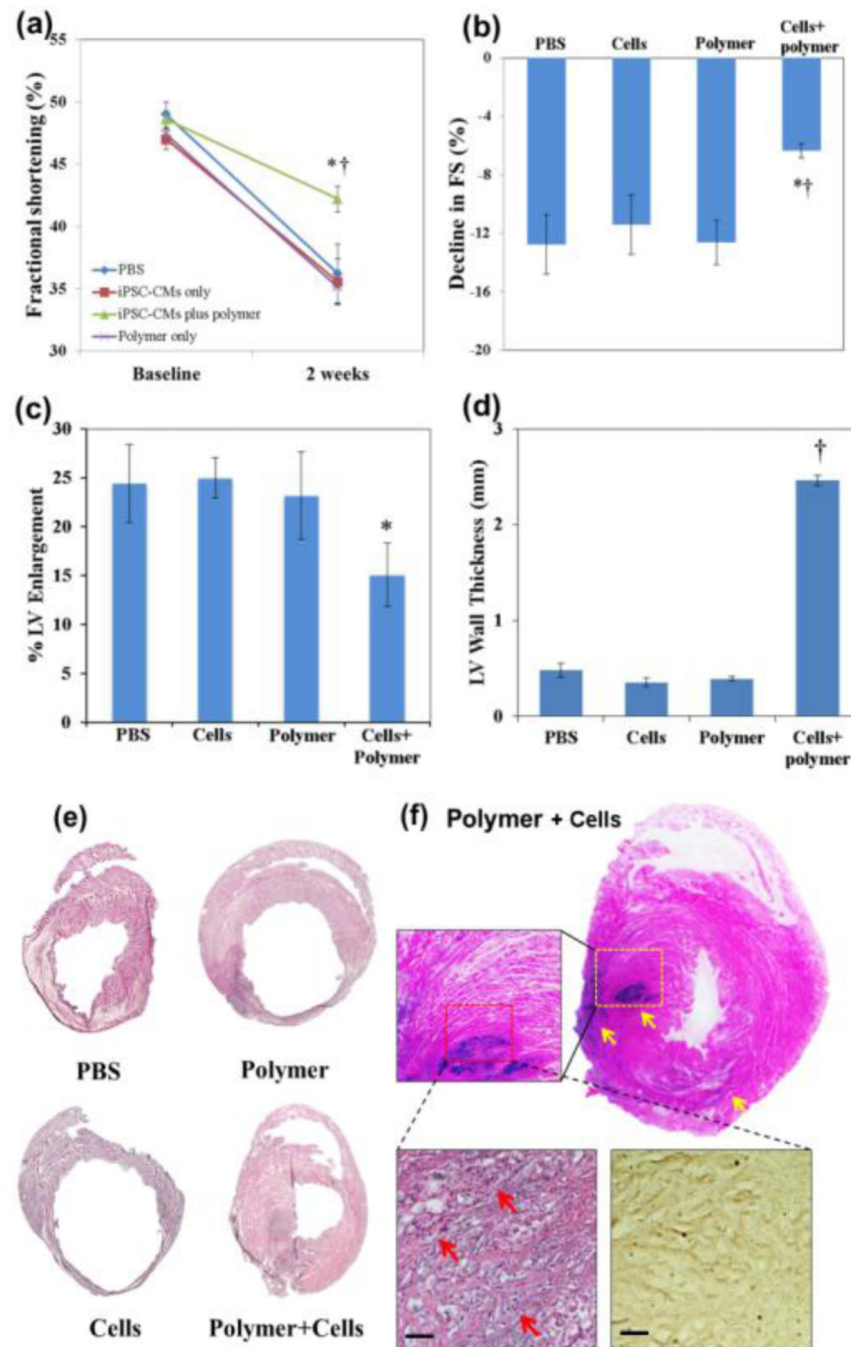 (a)
55
50
45
40
35
30
Fractional shortening (%)
*†
PBS
iPSC-CMs only
iPSC-CMs plus polymer
Polymer only
Baseline
2 weeks
(b)
PBS
Cells
Polymer
Cells+
polymer
0
-4
-8
-12
-16
-20
Decline in FS (%)
*†
(c)
30
25
20
15
10
5
0
% LV Enlargement
*
PBS
Cells
Polymer
Cells+
Polymer
(d)
3
2
1
0
LV Wall Thickness (mm)
†
PBS
Cells
Polymer
Cells+
polymer
(e)
PBS
Polymer
Cells
Polymer+Cells
(f)
Polymer + Cells